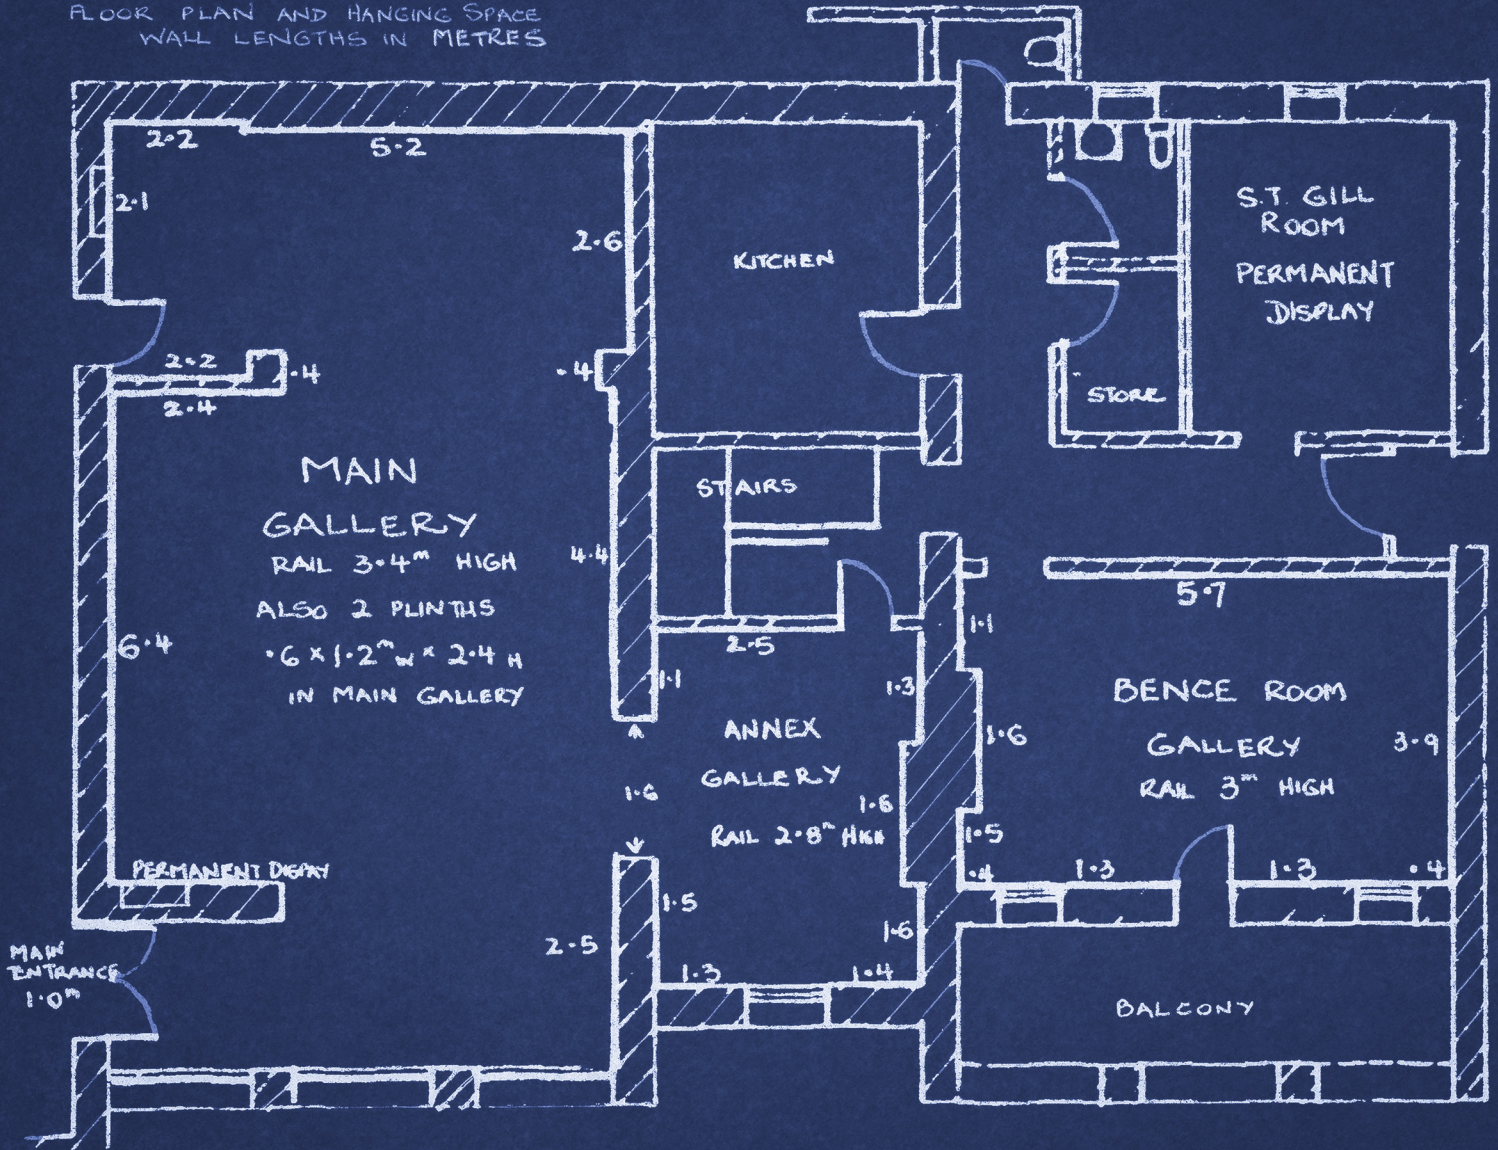 FLOOR PLAN AND HANGING SPACE
WALL LENGTHS IN METRES
2.2
5.2
2.1
2.6
KITCHEN
S.T. GILL
ROOM
PERMANENT
DISPLAY
2.2
.4
.4
2.4
STORE
MAIN
GALLERY
RAIL 3.4m HIGH
ALSO 2 PLINTHS
.6 x 1.2m w x 2.4 H
IN MAIN GALLERY
STAIRS
4.4
6.4
5.7
2.5
1.1
1.1
1.3
ANNEX
GALLERY
RAIL 2.8m HIGH
1.6
1.6
1.6
BENCE ROOM
GALLERY
RAIL 3m HIGH
3.9
1.5
.4
1.3
1.3
.4
PERMANENT DISPAY
1.5
1.6
2.5
1.3
1.4
MAIN
ENTRANCE
1.0m
BALCONY